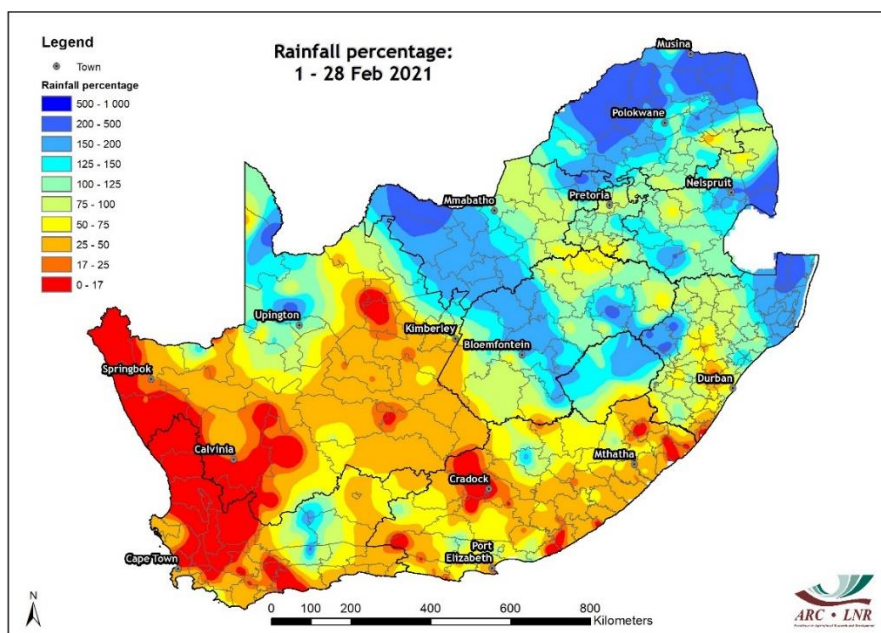 Legend
Town
Rainfall percentage
500 - 1 000
200 - 500
150 - 200
125 - 150
100 - 125
75 - 100
50 - 75
25 - 50
17 - 25
0 - 17
Rainfall percentage:
1 - 28 Feb 2021
Musina
Polokwane
Nelspruit
Pretoria
Mmabatho
Upington
Kimberley
Bloemfontein
Springbok
Durban
Calvinia
Mthatha
Cradock
Cape Town
Port
Elizabeth
N
0 100 200 400 600 800
Kilometers
ARC • LNR